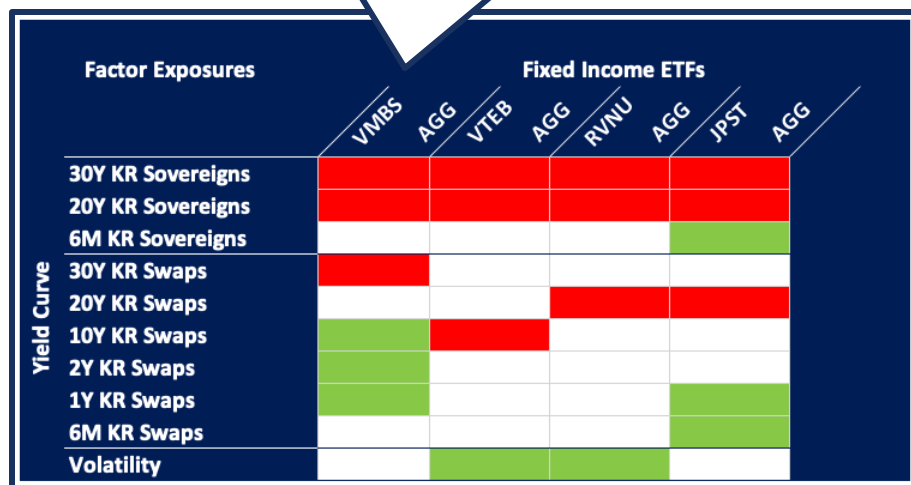 Factor Exposures
Fixed Income ETFs
VMBS AGG VTEB AGG RVNU AGG JPST AGG
30Y KR Sovereigns
20Y KR Sovereigns
6M KR Sovereigns
Yield Curve
30Y KR Swaps
20Y KR Swaps
10Y KR Swaps
2Y KR Swaps
1Y KR Swaps
6M KR Swaps
Volatility